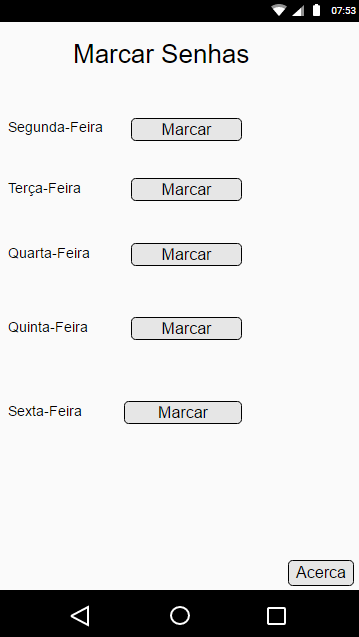 07:53
Marcar Senhas
Segunda-Feira Marcar
Terça-Feira Marcar
Quarta-Feira Marcar
Quinta-Feira Marcar
Sexta-Feira Marcar
Acerca